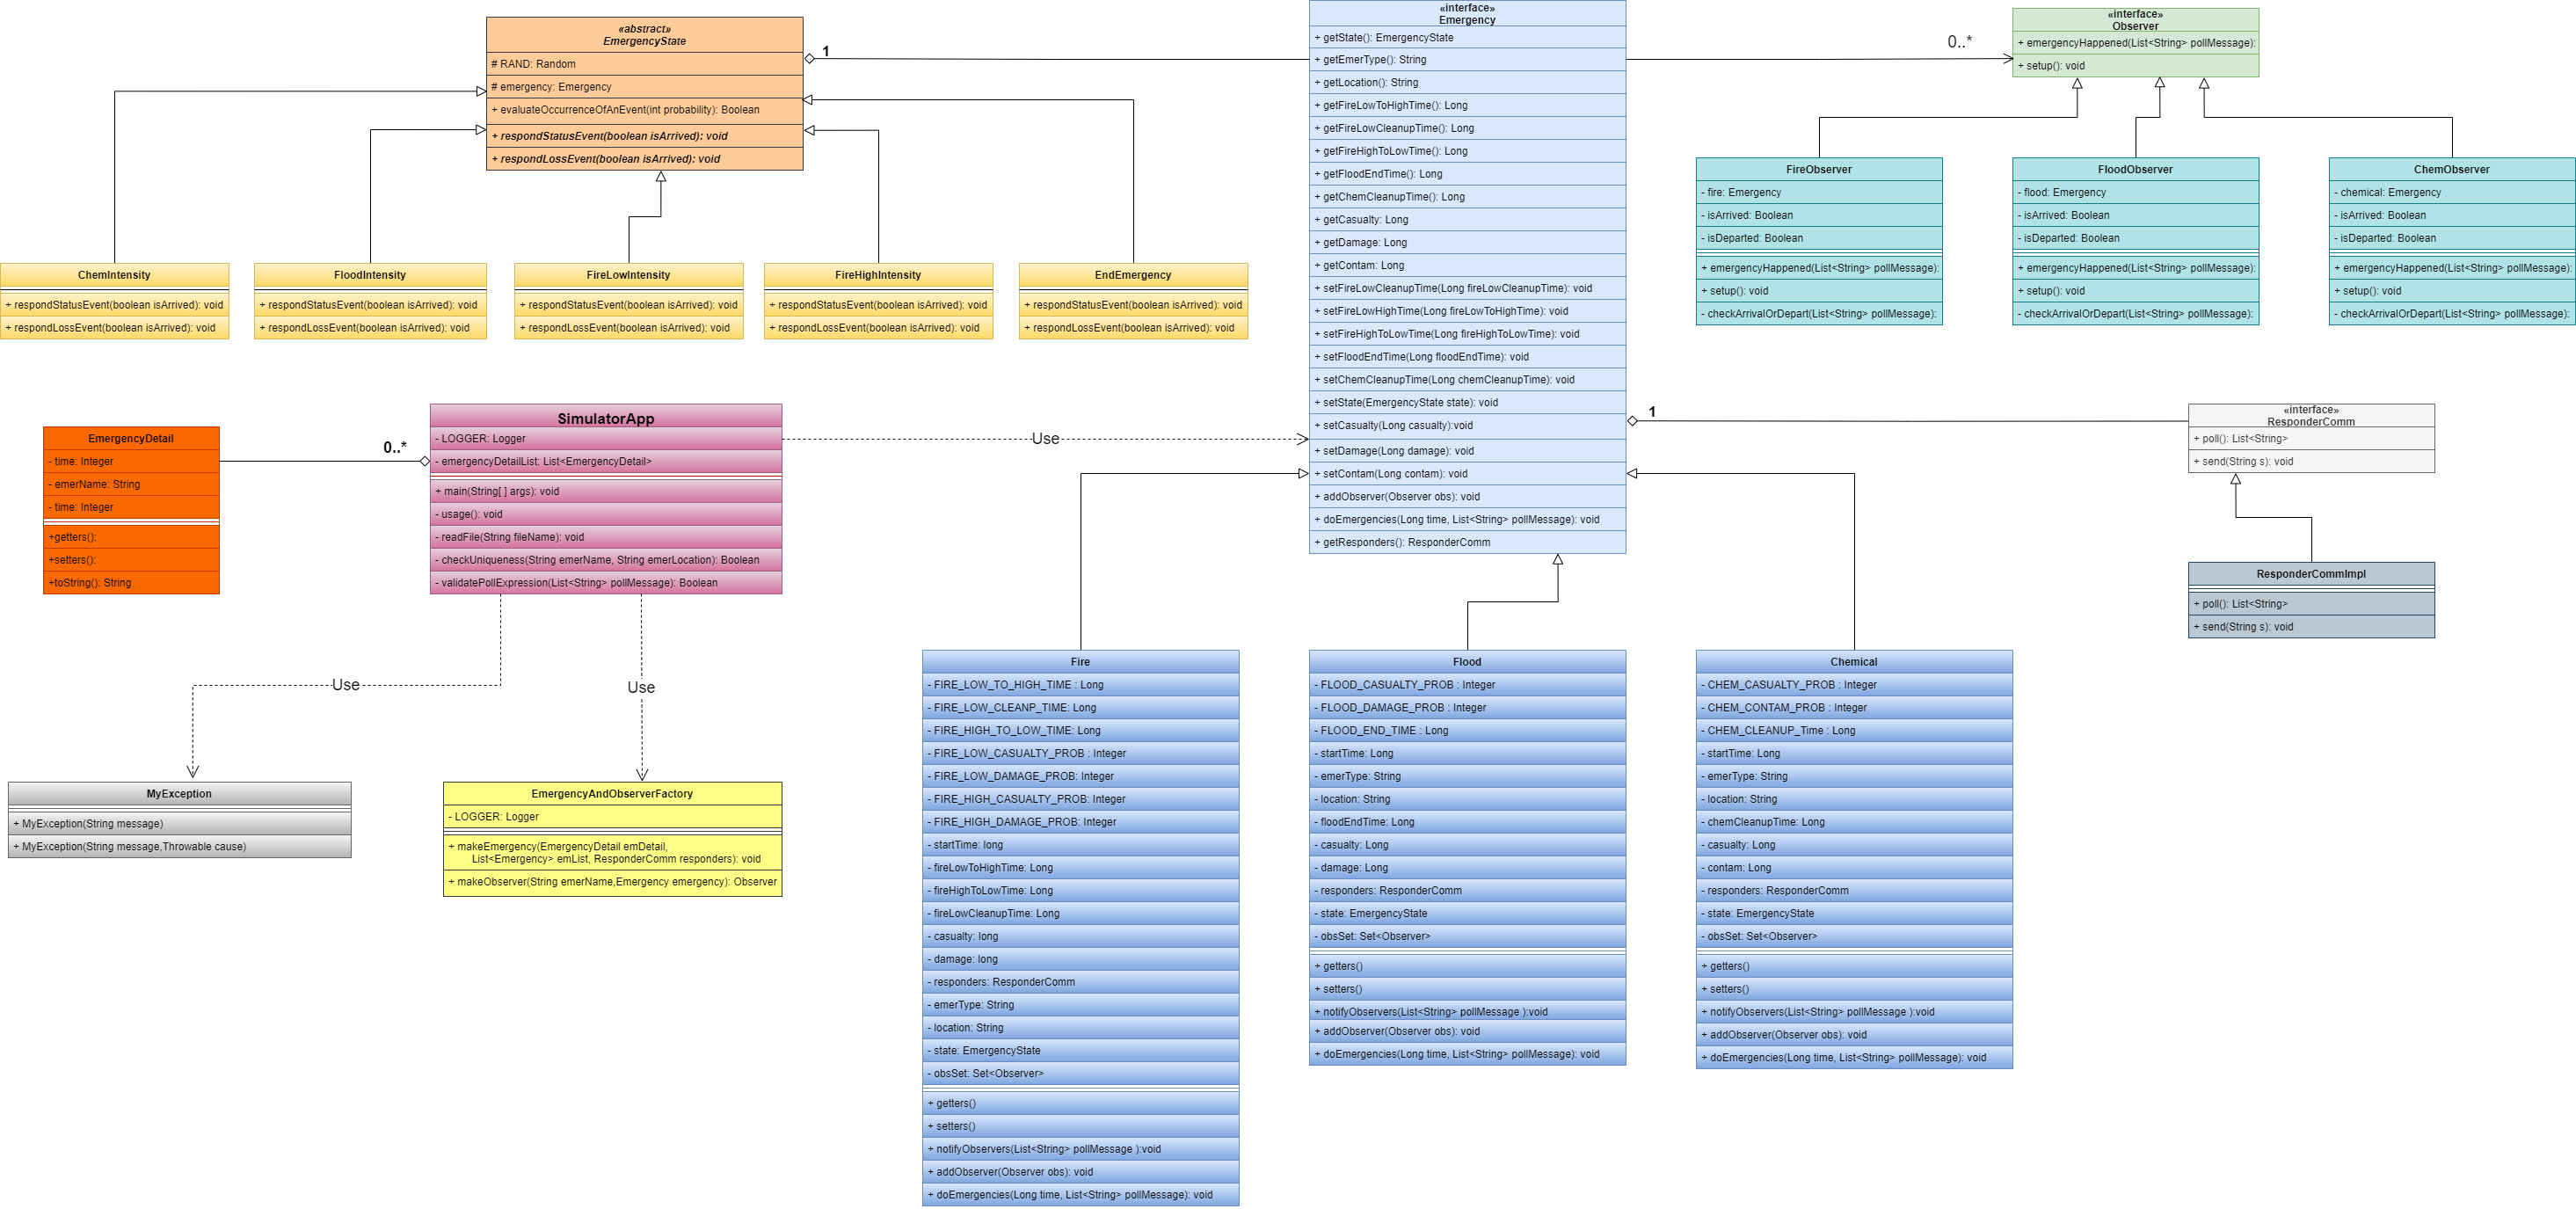 «abstract»
EmergencyState
# RAND: Random
# emergency: Emergency
+ evaluateOccurrenceOfAnEvent(int probability): Boolean
+ respondStatusEvent(boolean isArrived): void
+ respondLossEvent(boolean isArrived): void
1
«interface»
Emergency
+ getState(): EmergencyState
+ getEmerType(): String
+ getLocation(): String
+ getFireLowToHighTime(): Long
+ getFireLowCleanupTime(): Long
+ getFireHighToLowTime(): Long
+ getFloodEndTime(): Long
+ getChemCleanupTime(): Long
+ getCasualty: Long
+ getDamage: Long
+ getContam: Long
+ setFireLowCleanupTime(Long fireLowCleanupTime): void
+ setFireLowHighTime(Long fireLowToHighTime): void
+ setFireHighToLowTime(Long fireHighToLowTime): void
+ setFloodEndTime(Long floodEndTime): void
+ setChemCleanupTime(Long chemCleanupTime): void
+ setState(EmergencyState state): void
+ setCasualty(Long casualty):void
+ setDamage(Long damage): void
+ setContam(Long contam): void
+ addObserver(Observer obs): void
+ doEmergencies(Long time, List<String> pollMessage): void
+ getResponders(): ResponderComm
0..*
«interface»
Observer
+ emergencyHappened(List<String> pollMessage):
+ setup(): void
FireObserver
- fire: Emergency
- isArrived: Boolean
- isDeparted: Boolean
+ emergencyHappened(List<String> pollMessage):
+ setup(): void
- checkArrivalOrDepart(List<String> pollMessage):
FloodObserver
- flood: Emergency
- isArrived: Boolean
- isDeparted: Boolean
+ emergencyHappened(List<String> pollMessage):
+ setup(): void
- checkArrivalOrDepart(List<String> pollMessage):
ChemObserver
- chemical: Emergency
- isArrived: Boolean
- isDeparted: Boolean
+ emergencyHappened(List<String> pollMessage):
+ setup(): void
- checkArrivalOrDepart(List<String> pollMessage):
ChemIntensity
+ respondStatusEvent(boolean isArrived): void
+ respondLossEvent(boolean isArrived): void
FloodIntensity
+ respondStatusEvent(boolean isArrived): void
+ respondLossEvent(boolean isArrived): void
FireLowIntensity
+ respondStatusEvent(boolean isArrived): void
+ respondLossEvent(boolean isArrived): void
FireHighIntensity
+ respondStatusEvent(boolean isArrived): void
+ respondLossEvent(boolean isArrived): void
EndEmergency
+ respondStatusEvent(boolean isArrived): void
+ respondLossEvent(boolean isArrived): void
EmergencyDetail
- time: Integer
- emerName: String
- time: Integer
+getters():
+setters():
+toString(): String
0..*
SimulatorApp
- LOGGER: Logger
- emergencyDetailList: List<EmergencyDetail>
+ main(String[ ] args): void
- usage(): void
- readFile(String fileName): void
- checkUniqueness(String emerName, String emerLocation): Boolean
- validatePollExpression(List<String> pollMessage): Boolean
Use
1
«interface»
ResponderComm
+ poll(): List<String>
+ send(String s): void
ResponderCommImpl
+ poll(): List<String>
+ send(String s): void
Use
Use
MyException
+ MyException(String message)
+ MyException(String message,Throwable cause)
EmergencyAndObserverFactory
- LOGGER: Logger
+ makeEmergency(EmergencyDetail emDetail,
List<Emergency> emList, ResponderComm responders): void
+ makeObserver(String emerName,Emergency emergency): Observer
Fire
- FIRE_LOW_TO_HIGH_TIME : Long
- FIRE_LOW_CLEANP_TIME: Long
- FIRE_HIGH_TO_LOW_TIME: Long
- FIRE_LOW_CASUALTY_PROB : Integer
- FIRE_LOW_DAMAGE_PROB: Integer
- FIRE_HIGH_CASUALTY_PROB: Integer
- FIRE_HIGH_DAMAGE_PROB: Integer
- startTime: long
- fireLowToHighTime: Long
- fireHighToLowTime: Long
- fireLowCleanupTime: Long
- casualty: long
- damage: long
- responders: ResponderComm
- emerType: String
- location: String
- state: EmergencyState
- obsSet: Set<Observer>
+ getters()
+ setters()
+ notifyObservers(List<String> pollMessage ):void
+ addObserver(Observer obs): void
+ doEmergencies(Long time, List<String> pollMessage): void
Flood
- FLOOD_CASUALTY_PROB : Integer
- FLOOD_DAMAGE_PROB : Integer
- FLOOD_END_TIME : Long
- startTime: Long
- emerType: String
- location: String
- floodEndTime: Long
- casualty: Long
- damage: Long
- responders: ResponderComm
- state: EmergencyState
- obsSet: Set<Observer>
+ getters()
+ setters()
+ notifyObservers(List<String> pollMessage ):void
+ addObserver(Observer obs): void
+ doEmergencies(Long time, List<String> pollMessage): void
Chemical
- CHEM_CASUALTY_PROB : Integer
- CHEM_CONTAM_PROB : Integer
- CHEM_CLEANUP_Time : Long
- startTime: Long
- emerType: String
- location: String
- chemCleanupTime: Long
- casualty: Long
- contam: Long
- responders: ResponderComm
- state: EmergencyState
- obsSet: Set<Observer>
+ getters()
+ setters()
+ notifyObservers(List<String> pollMessage ):void
+ addObserver(Observer obs): void
+ doEmergencies(Long time, List<String> pollMessage): void